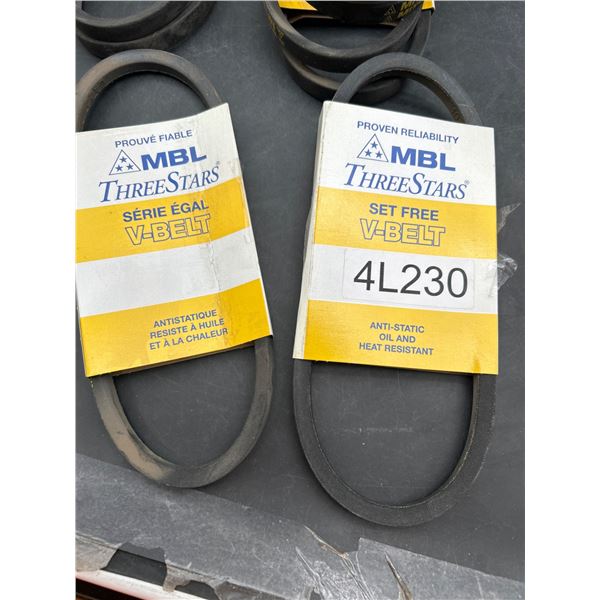 PROUVÉ FIABLE
MBL
THREESTARS®
SÉRIE ÉGAL
V-BELT
ANTISTATIQUE
RESISTE À HUILE
ET À LA CHALEUR
PROVEN RELIABILITY
MBL
THREESTARS®
SET FREE
V-BELT
4L230
ANTI-STATIC
OIL AND
HEAT RESISTANT